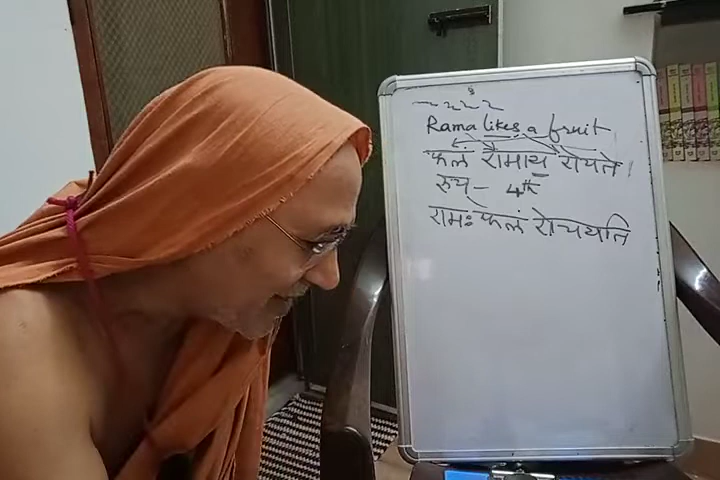 Rama likes a fruit
फलं रामाय रोचते
रुच - 4th
रामः फलं रोचयति